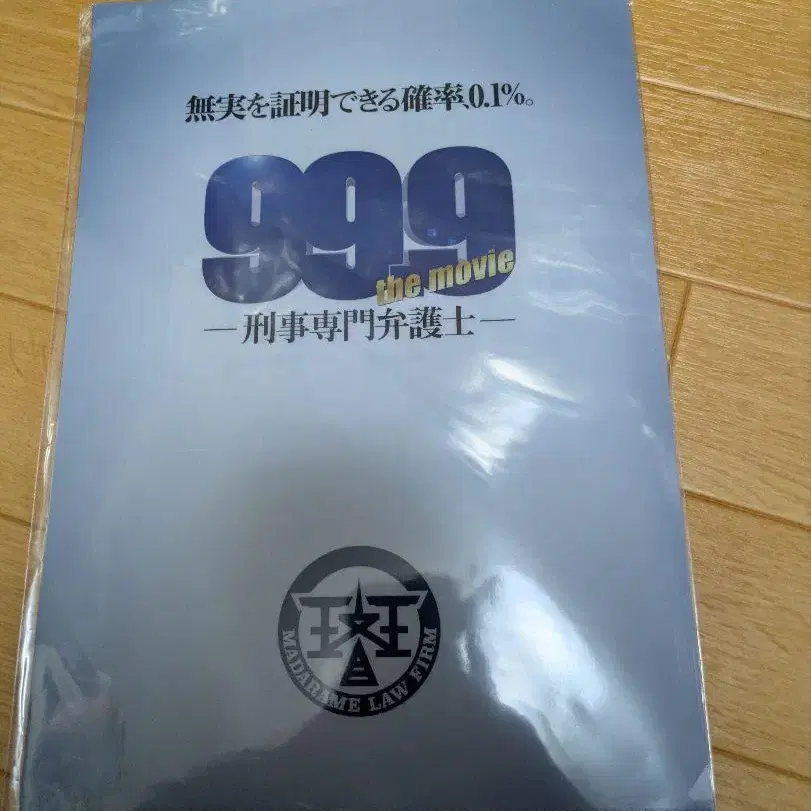 無実を証明できる確率、0.1%。
99.9
the movie
―刑事専門弁護士―
斑
MADARAME LAW FIRM